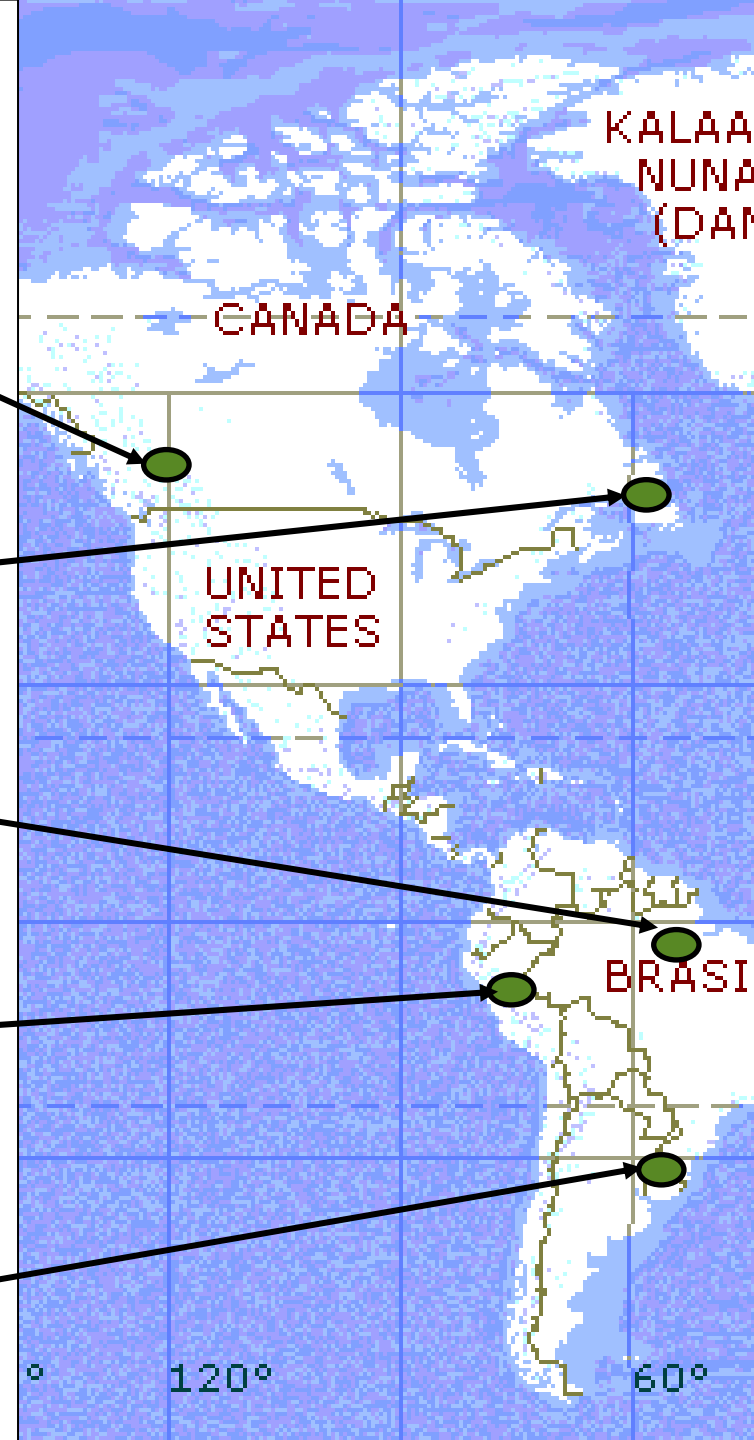 KALAA
NUNA
(DAN
CANADA
UNITED
STATES
BRASI
° 120° 60°